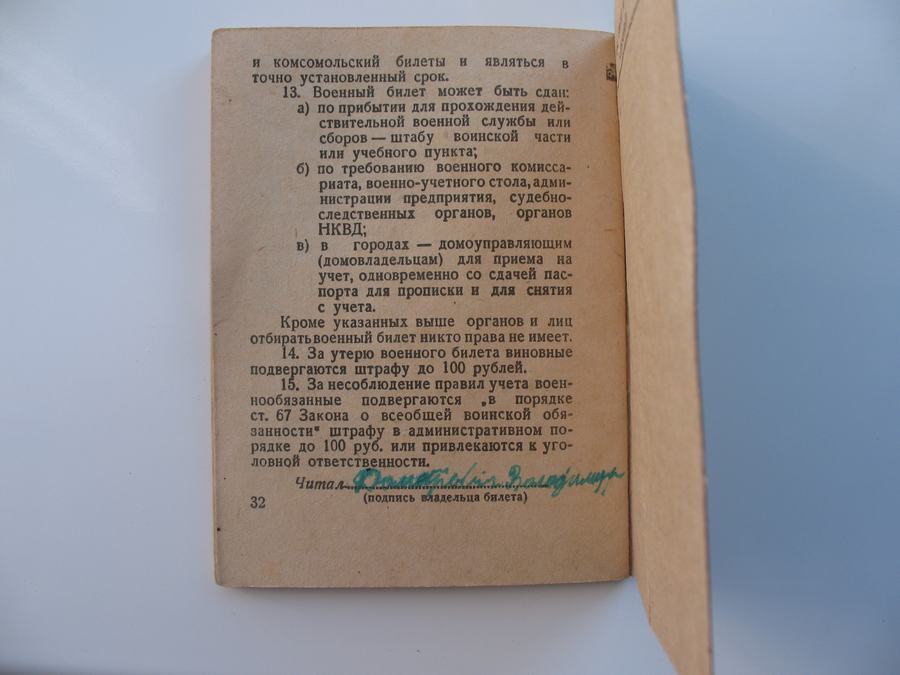 и комсомольский билеты и являться в
точно установленный срок.
13. Военный билет может быть сдан:
а) по прибытии для прохождения дей-
ствительной военной службы или
сборов — штабу воинской части
или учебного пункта;
б) по требованию военного комисса-
риата, военно-учетного стола, адми-
нистрации предприятия, судебно-
следственных органов, органов
НКВД;
в) в городах — домоуправляющим
(домовладельцам) для приема на
учет, одновременно со сдачей пас-
порта для прописки и для снятия
с учета.
Кроме указанных выше органов и лиц
отбирать военный билет никто права не имеет.
14. За утерю военного билета виновные
подвергаются штрафу до 100 рублей.
15. За несоблюдение правил учета воен-
нообязанные подвергаются „в порядке
ст. 67 Закона о всеобщей воинской обя-
занности“ штрафу в административном по-
рядке до 100 руб. или привлекаются к уго-
ловной ответственности.
Читал
(подпись владельца билета)
32